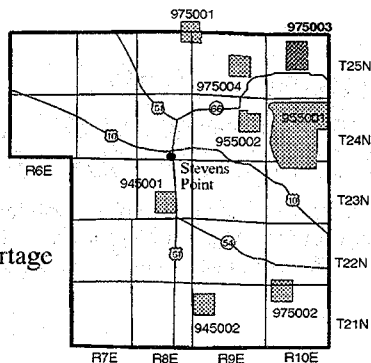 975001
975003
T25N
975004
51
66
955001
955002
T24N
10
R6E
Stevens
Point
945001
10
T23N
rtage
54
51
T22N
975002
945002
T21N
R7E
R8E
R9E
R10E